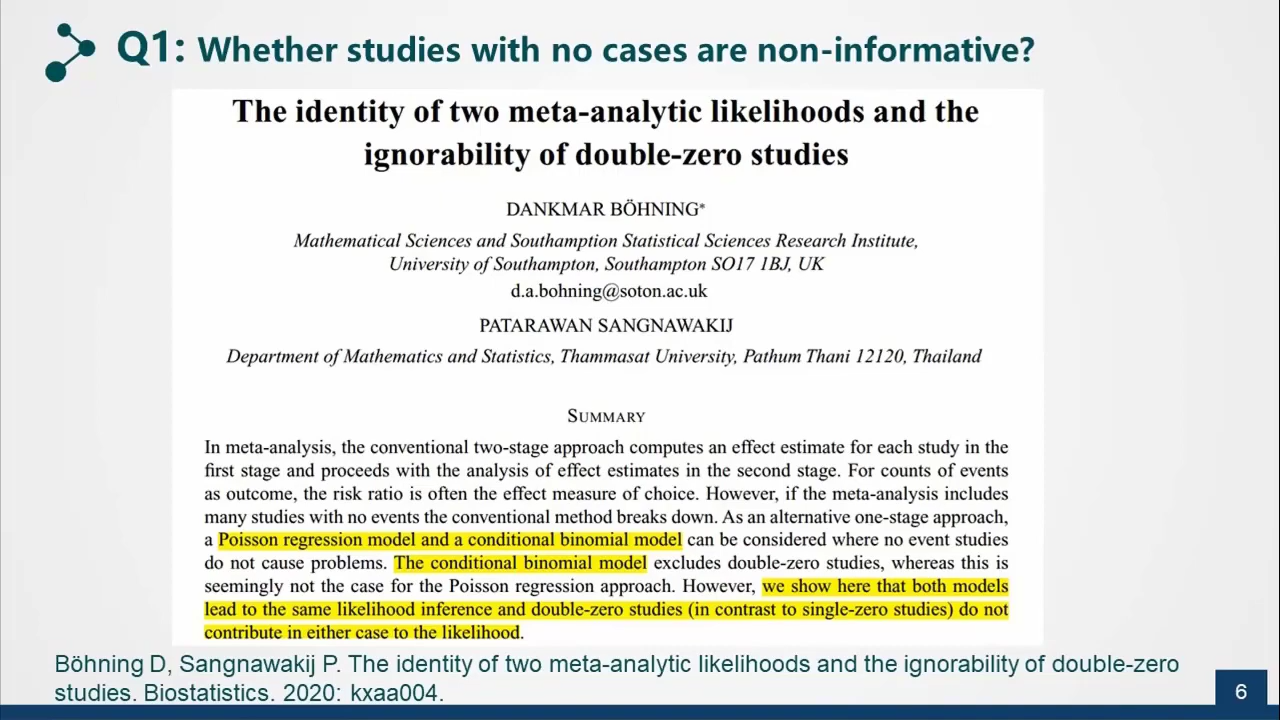 Q1: Whether studies with no cases are non-informative?
The identity of two meta-analytic likelihoods and the
ignorability of double-zero studies
DANKMAR BÖHNING*
Mathematical Sciences and Southampton Statistical Sciences Research Institute,
University of Southampton, Southampton SO17 1BJ, UK
d.a.bohning@soton.ac.uk
PATARAWAN SANGNAWAKIJ
Department of Mathematics and Statistics, Thammasat University, Pathum Thani 12120, Thailand
SUMMARY
In meta-analysis, the conventional two-stage approach computes an effect estimate for each study in the
first stage and proceeds with the analysis of effect estimates in the second stage. For counts of events
as outcome, the risk ratio is often the effect measure of choice. However, if the meta-analysis includes
many studies with no events the conventional method breaks down. As an alternative one-stage approach,
a Poisson regression model and a conditional binomial model can be considered where no event studies
do not cause problems. The conditional binomial model excludes double-zero studies, whereas this is
seemingly not the case for the Poisson regression approach. However, we show here that both models
lead to the same likelihood inference and double-zero studies (in contrast to single-zero studies) do not
contribute in either case to the likelihood.
Böhning D, Sangnawakij P. The identity of two meta-analytic likelihoods and the ignorability of double-zero
studies. Biostatistics. 2020: kxaa004.
6